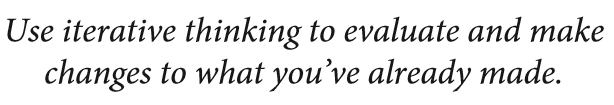 Use iterative thinking to evaluate and make
changes to what you’ve already made.